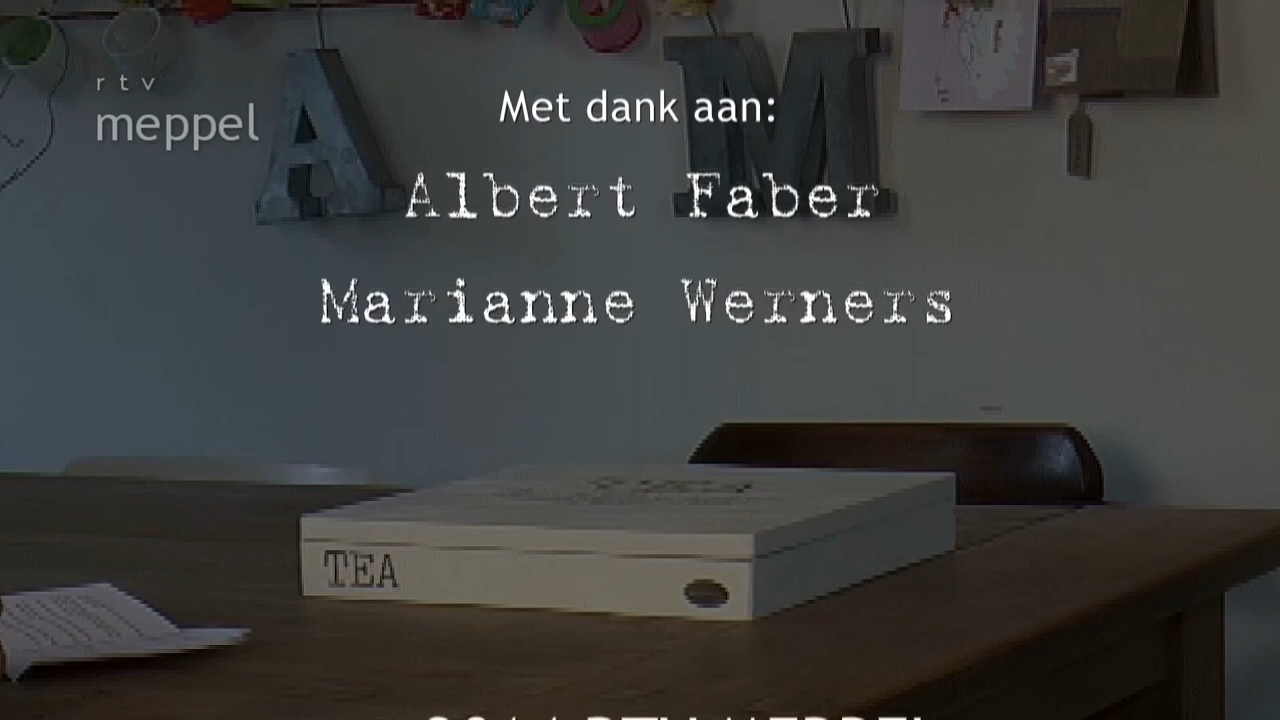 rtv
meppel
A M
Met dank aan:
Albert Faber
Marianne Werners
TEA